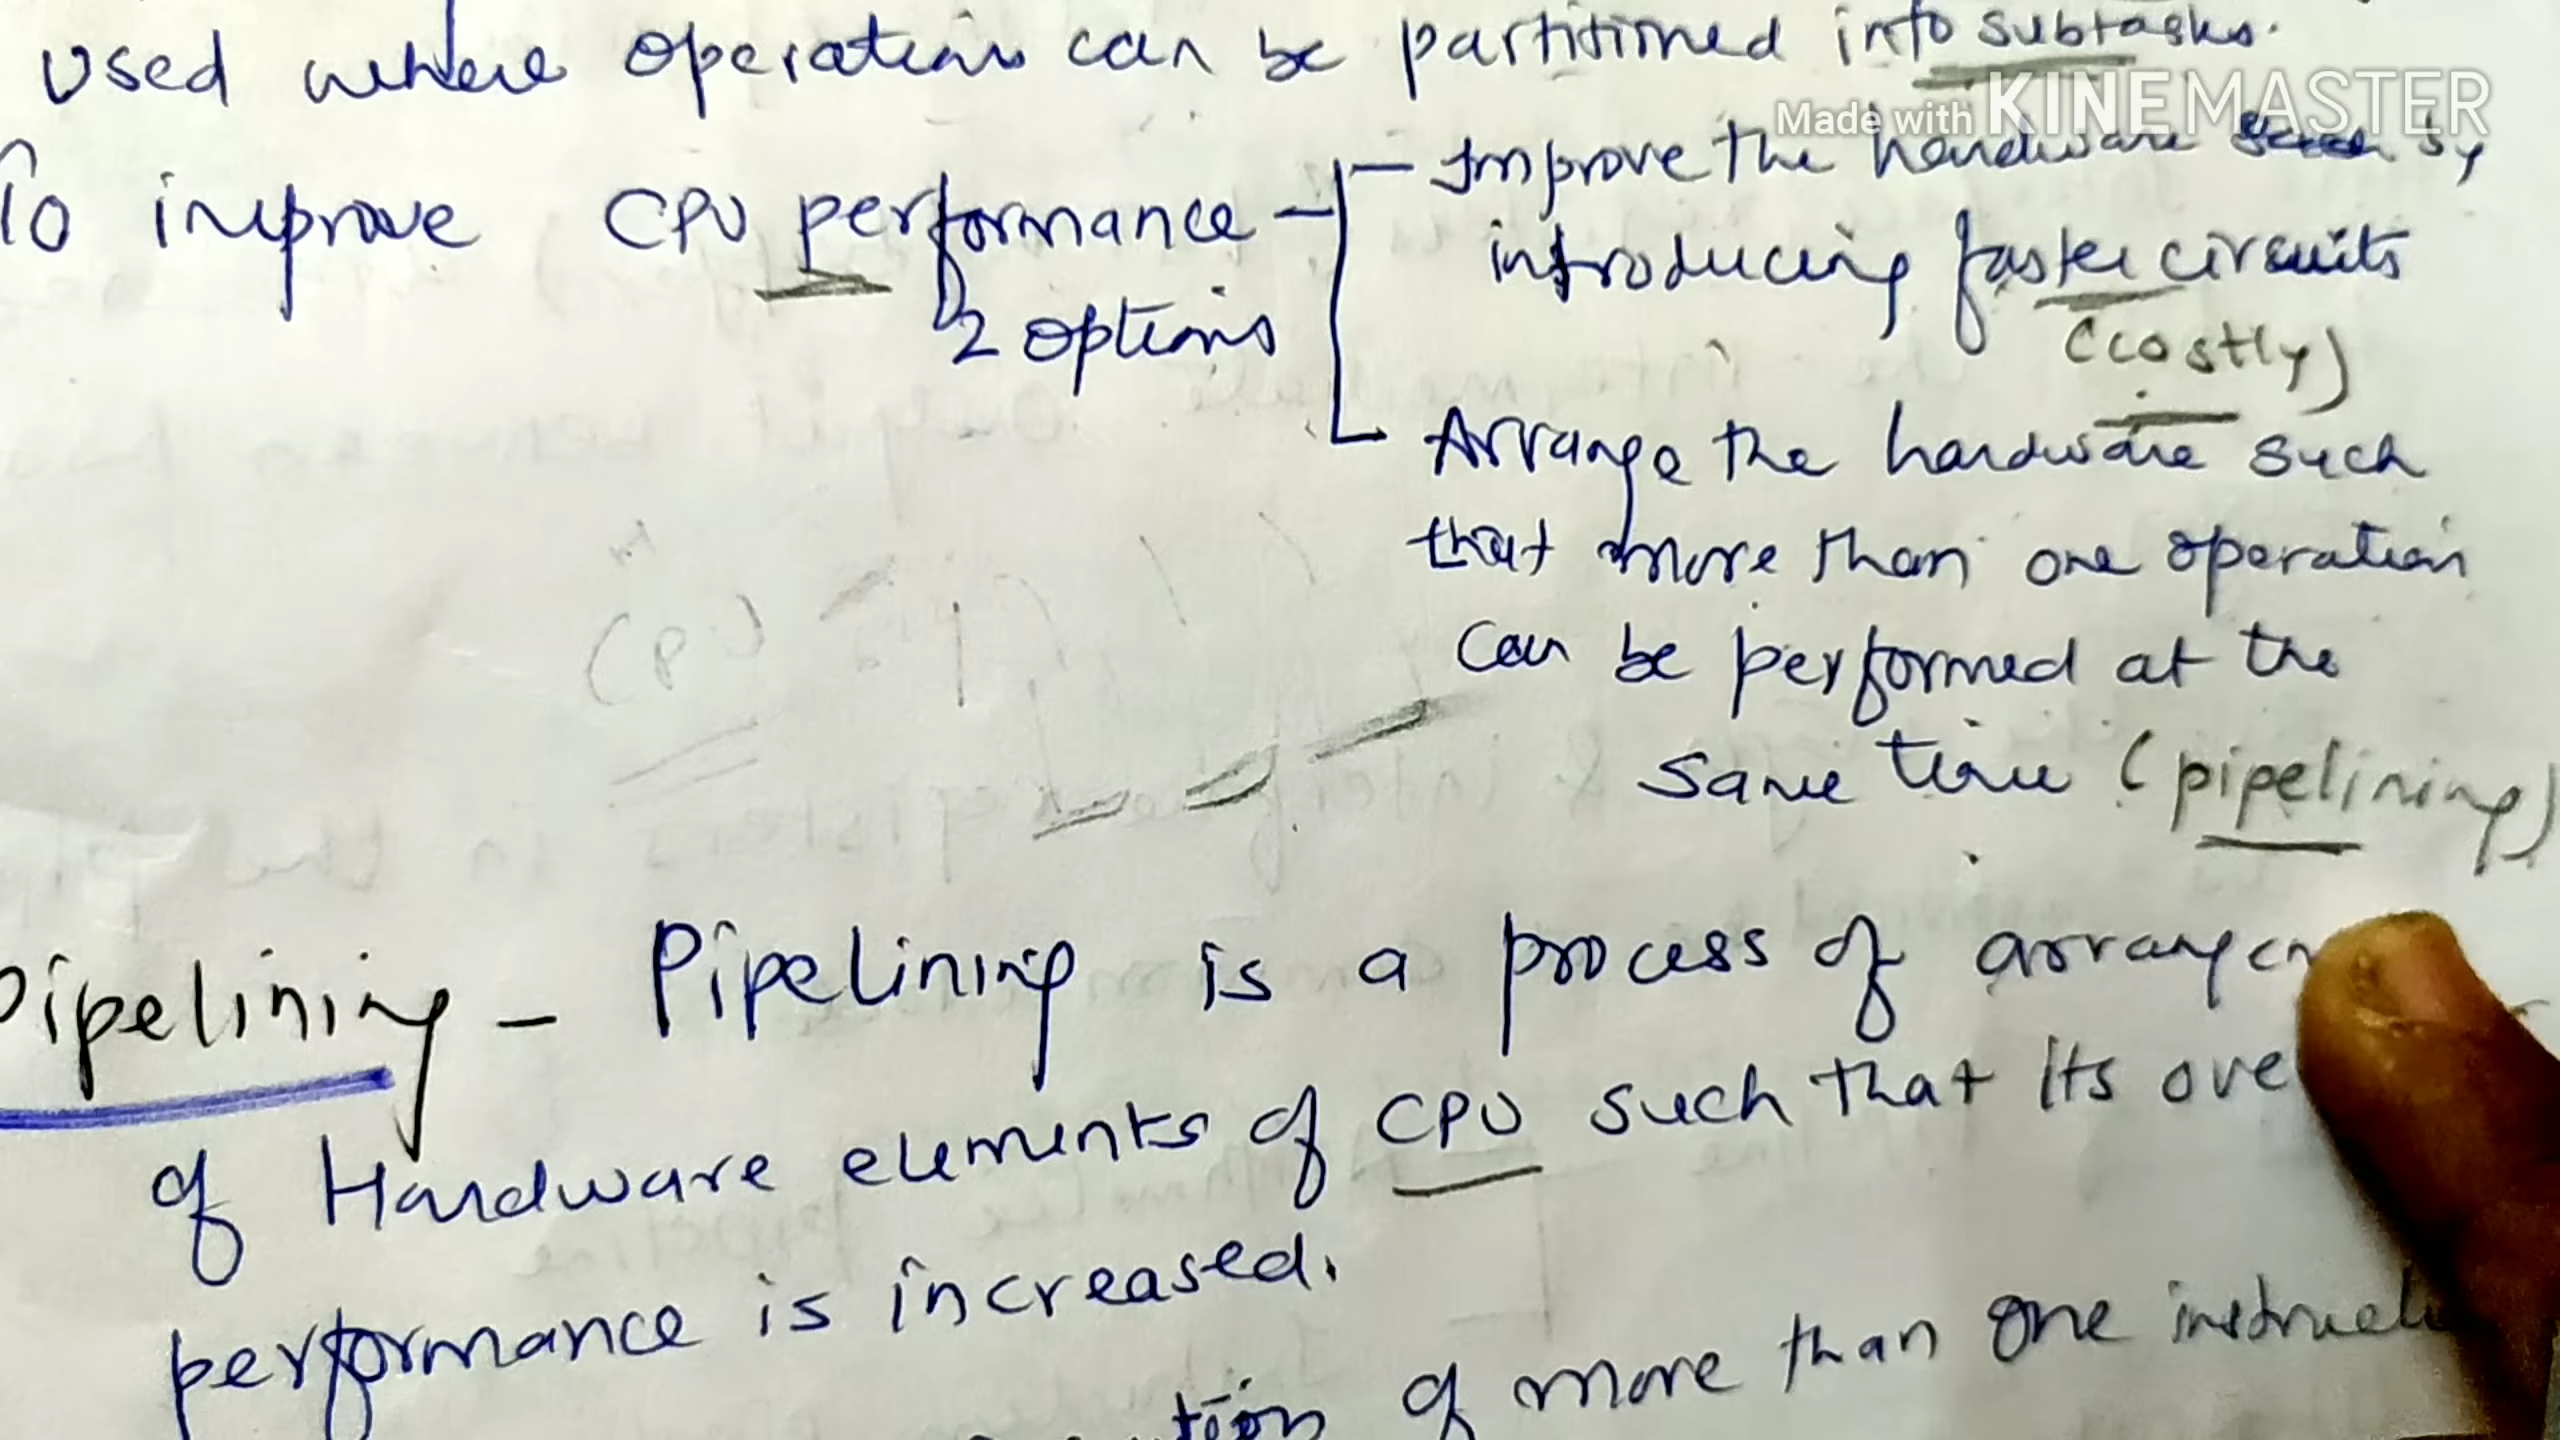 Used where operations can be partitioned into subtasks.
Made with KINEMASTER
To improve CPU performance
2 options
Improve the hardware by
introducing faster circuits
(costly)
Arrange the hardware such
that more than one operation
can be performed at the
same time (pipelining)
CPU
Pipelining - Pipelining is a process of
of Hardware elements of CPU such that its
performance is increased.
of more than one